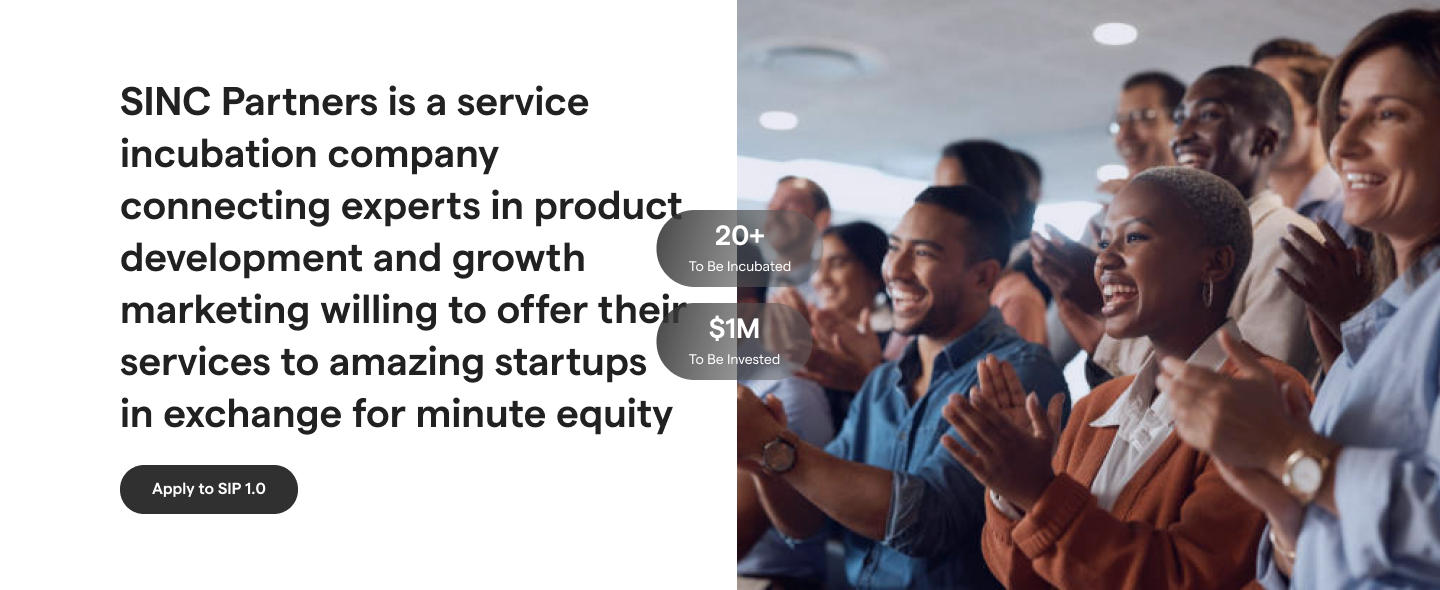 SINC Partners is a service
incubation company
connecting experts in product
development and growth
marketing willing to offer their
services to amazing startups
in exchange for minute equity
Apply to SIP 1.0
20+
To Be Incubated
$1M
To Be Invested